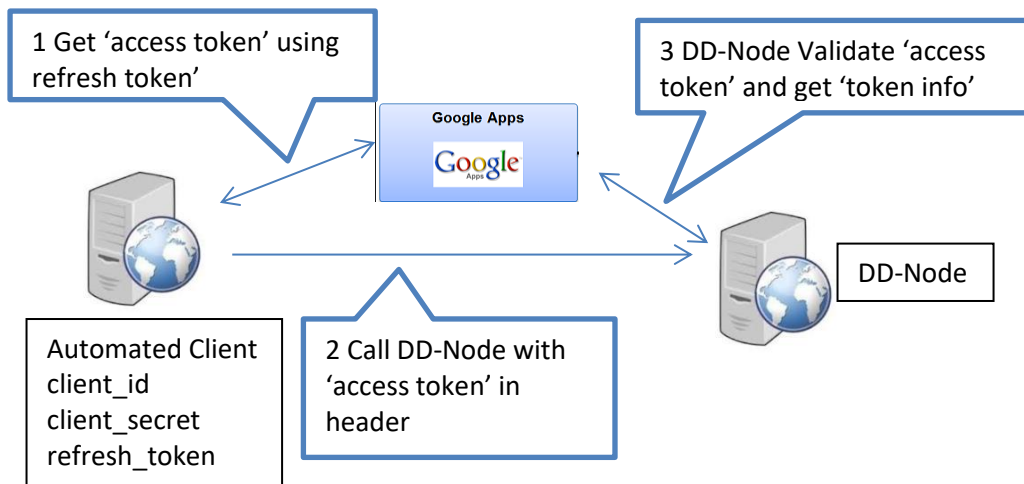 1 Get ‘access token’ using
refresh token’
3 DD-Node Validate ‘access
token’ and get ‘token info’
Google Apps
Google
Apps
DD-Node
Automated Client
client_id
client_secret
refresh_token
2 Call DD-Node with
‘access token’ in
header